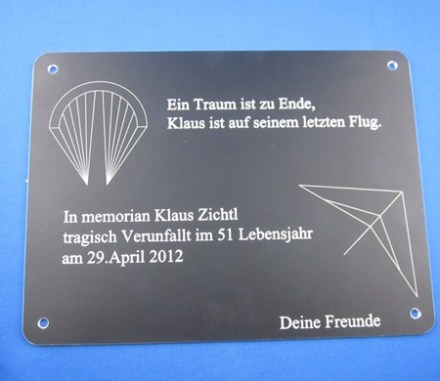 Ein Traum ist zu Ende,
Klaus ist auf seinem letzten Flug.
In memorian Klaus Zichtl
tragisch Verunfallt im 51 Lebensjahr
am 29.April 2012
Deine Freunde